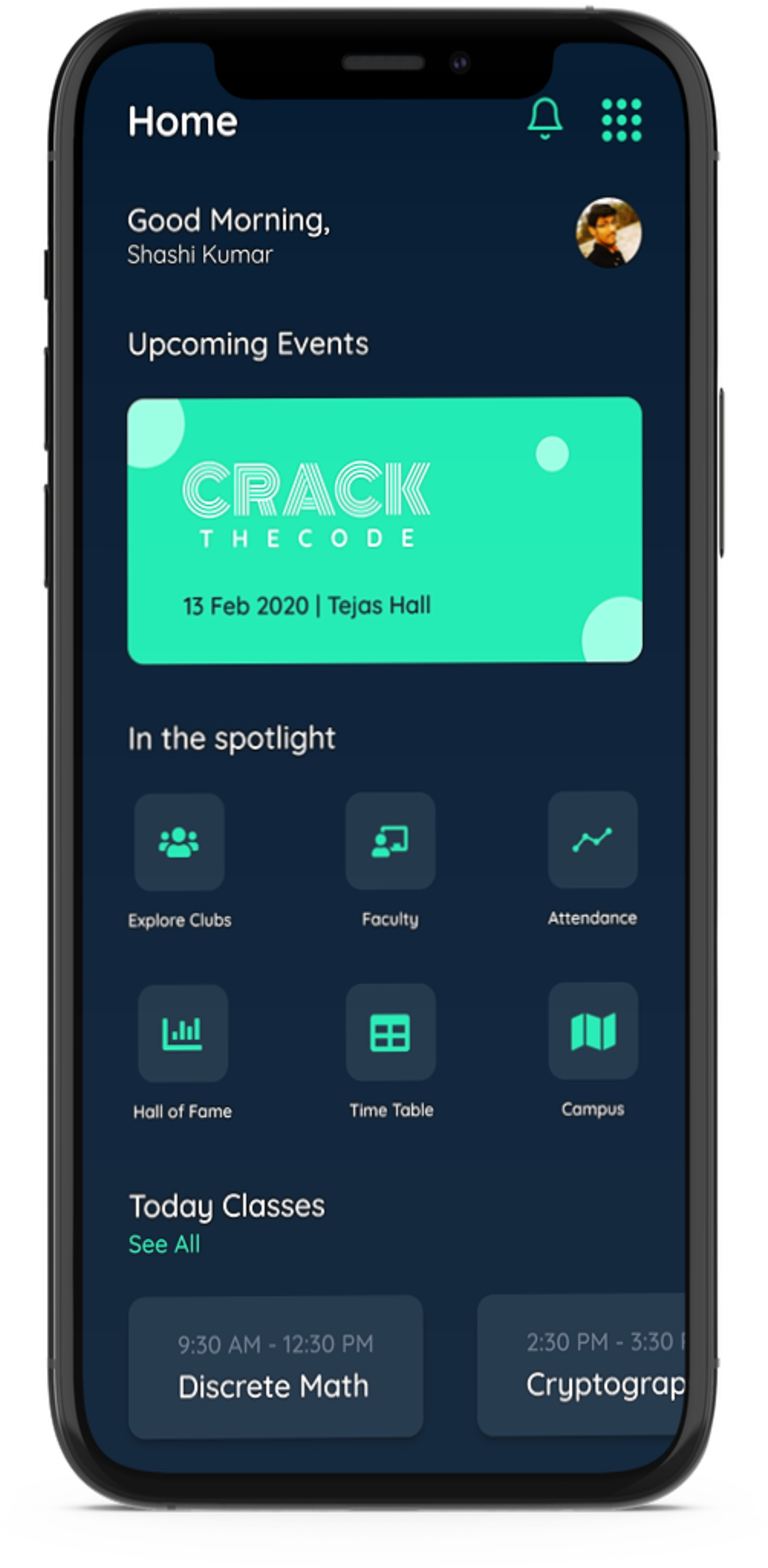 Home
Good Morning,
Shashi Kumar
Upcoming Events
CRACK
THECODE
13 Feb 2020 | Tejas Hall
In the spotlight
Explore Clubs
Faculty
Attendance
Hall of Fame
Time Table
Campus
Today Classes
See All
9:30 AM - 12:30 PM
Discrete Math
2:30 PM - 3:30 P
Cryptograp